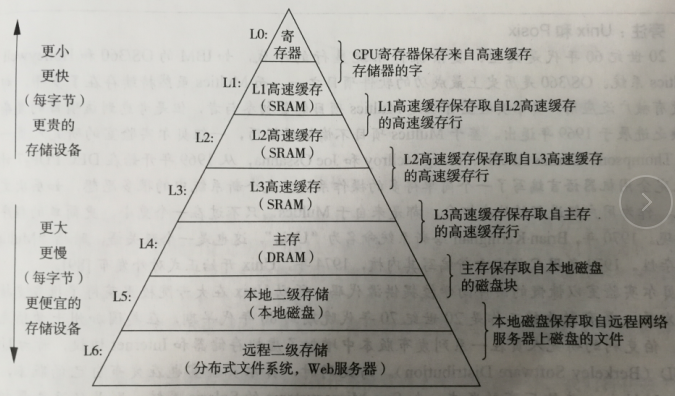 更小
更快
(每字节)
更贵的
存储设备
更大
更慢
(每字节)
更便宜的
存储设备
L0:
寄
存器
L1:
L1高速缓存
(SRAM)
L2:
L2高速缓存
(SRAM)
L3:
L3高速缓存
(SRAM)
L4:
主存
(DRAM)
L5:
本地二级存储
(本地磁盘)
L6:
远程二级存储
(分布式文件系统，Web服务器)
CPU寄存器保存来自高速缓存
存储器的字
L1高速缓存保存取自L2高速缓存
的高速缓存行
L2高速缓存保存取自L3高速缓存
的高速缓存行
L3高速缓存保存取自主存
的高速缓存行
主存保存取自本地磁盘
的磁盘块
本地磁盘保存取自远程网络
服务器上磁盘的文件